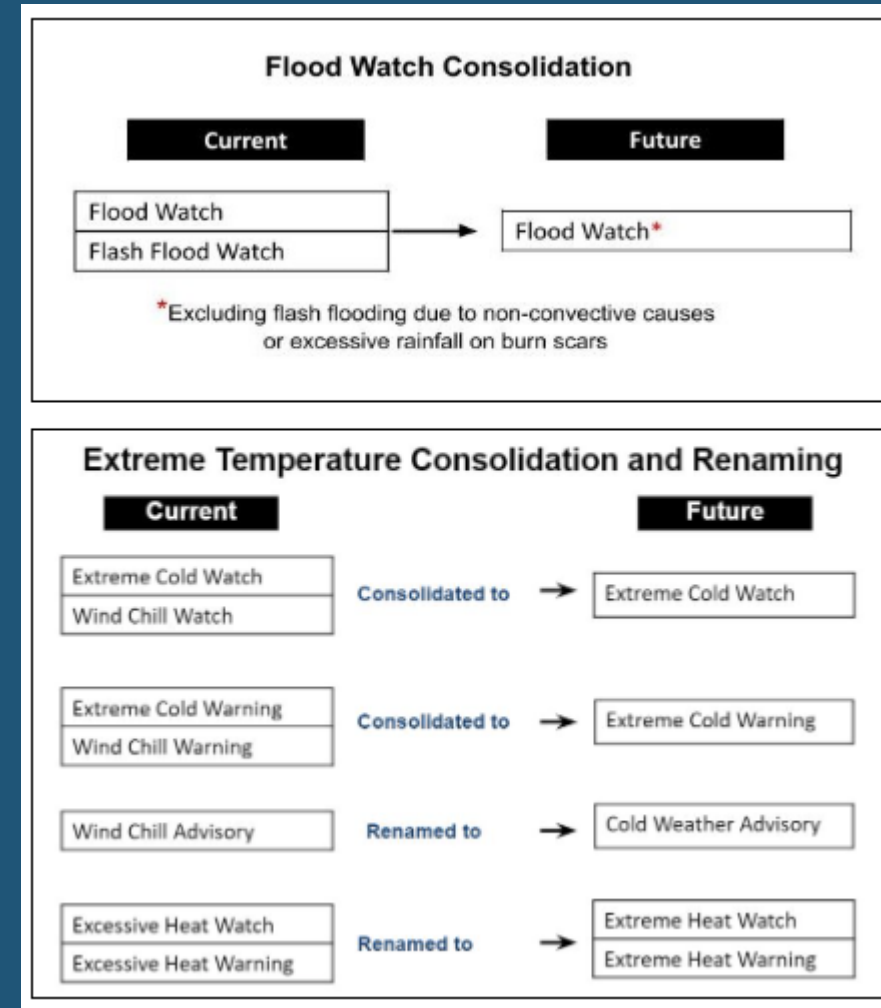 Flood Watch Consolidation
Current
Future
Flood Watch
Flash Flood Watch
Flood Watch*
*Excluding flash flooding due to non-convective causes
or excessive rainfall on burn scars
Extreme Temperature Consolidation and Renaming
Current
Future
Extreme Cold Watch
Wind Chill Watch
Consolidated to
Extreme Cold Watch
Extreme Cold Warning
Wind Chill Warning
Consolidated to
Extreme Cold Warning
Wind Chill Advisory
Renamed to
Cold Weather Advisory
Excessive Heat Watch
Excessive Heat Warning
Renamed to
Extreme Heat Watch
Extreme Heat Warning